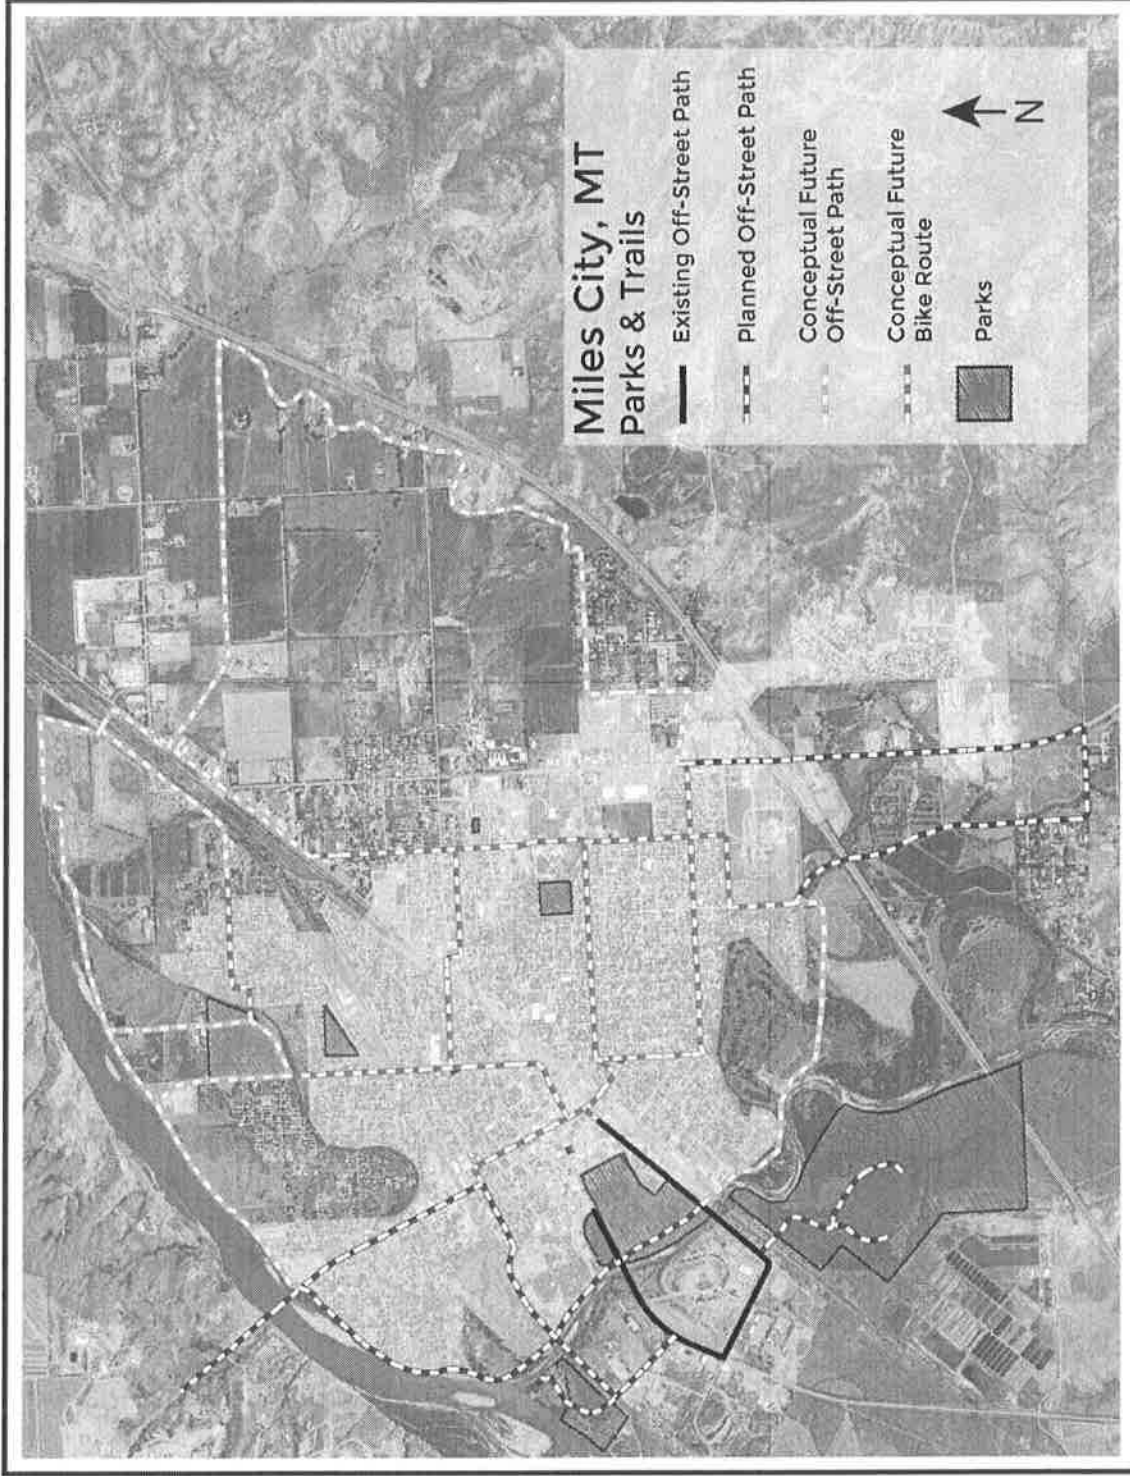 Miles City, MT
Parks & Trails
Existing Off-Street Path
Planned Off-Street Path
Conceptual Future
Off-Street Path
Conceptual Future
Bike Route
Parks
N